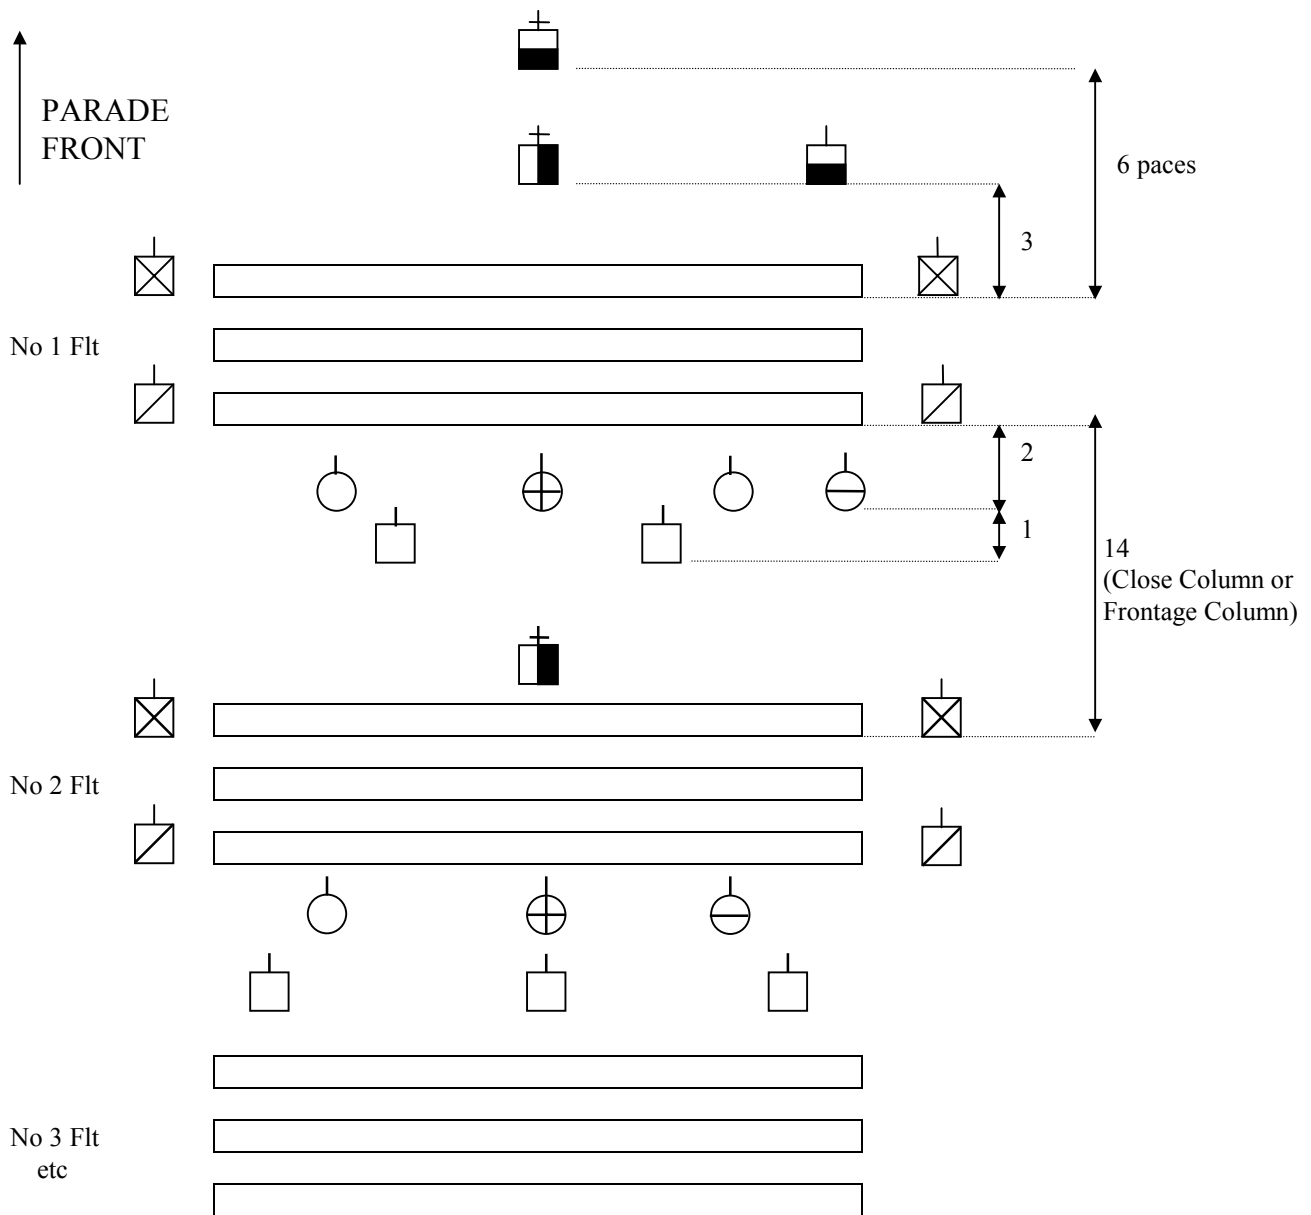 PARADE
FRONT
6 paces
3
No 1 Flt
2
1
14
(Close Column or
Frontage Column)
No 2 Flt
No 3 Flt
etc